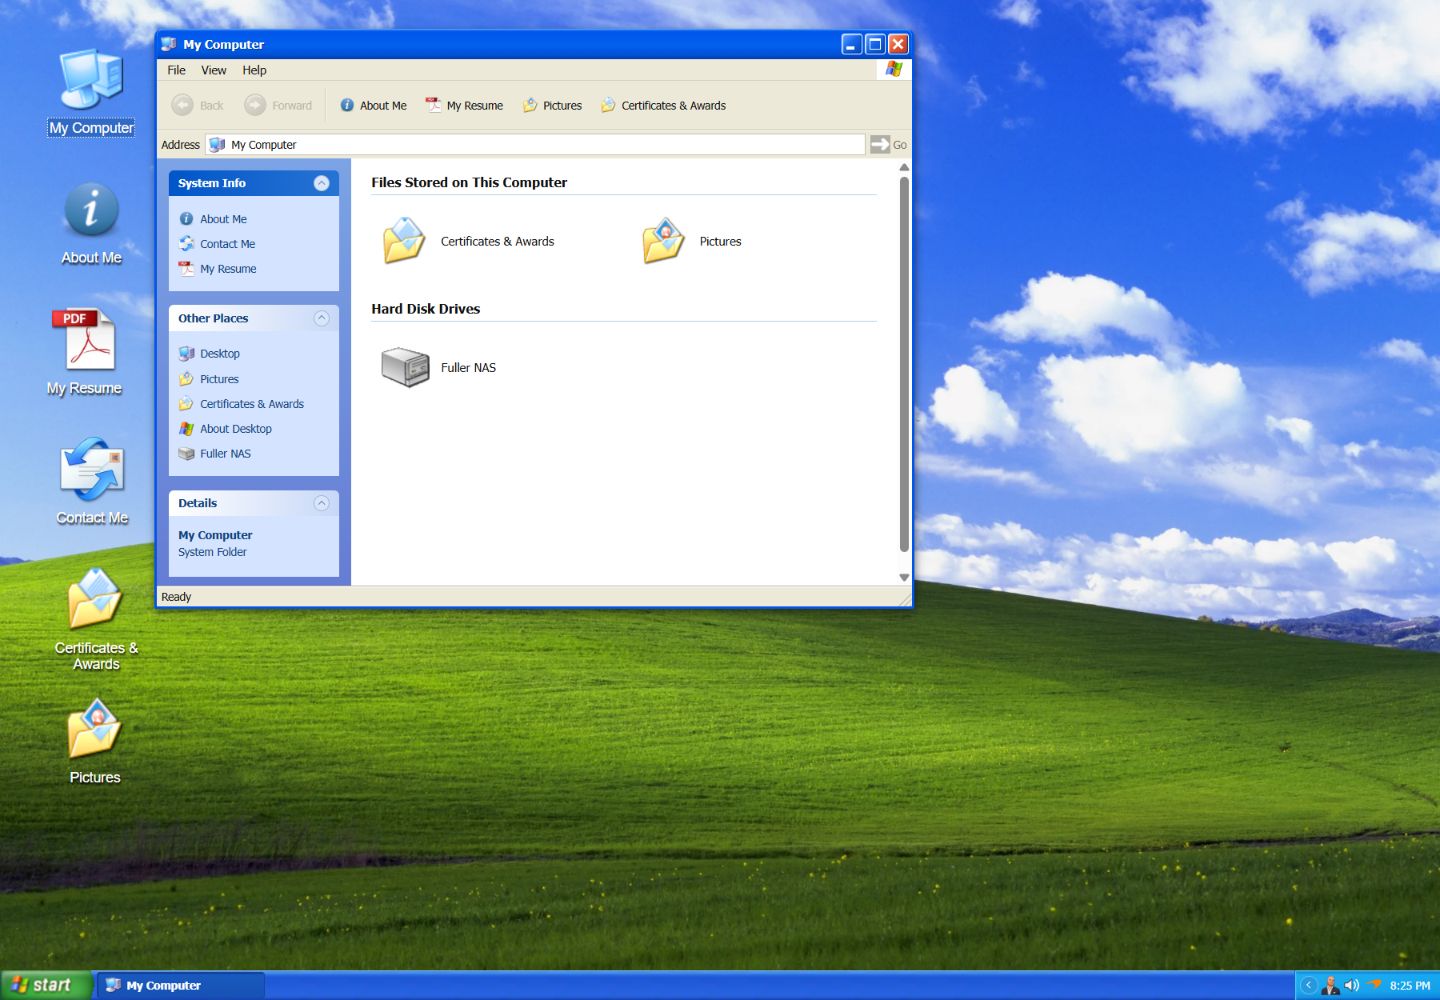 My Computer
About Me
PDF
My Resume
Contact Me
Certificates &
Awards
Pictures
My Computer
File View Help
Back Forward About Me PDF My Resume Pictures Certificates & Awards
Address My Computer Go
System Info
About Me
Contact Me
My Resume
Other Places
Desktop
Pictures
Certificates & Awards
About Desktop
Fuller NAS
Details
My Computer
System Folder
Files Stored on This Computer
Certificates & Awards Pictures
Hard Disk Drives
Fuller NAS
Ready
start My Computer 8:25 PM